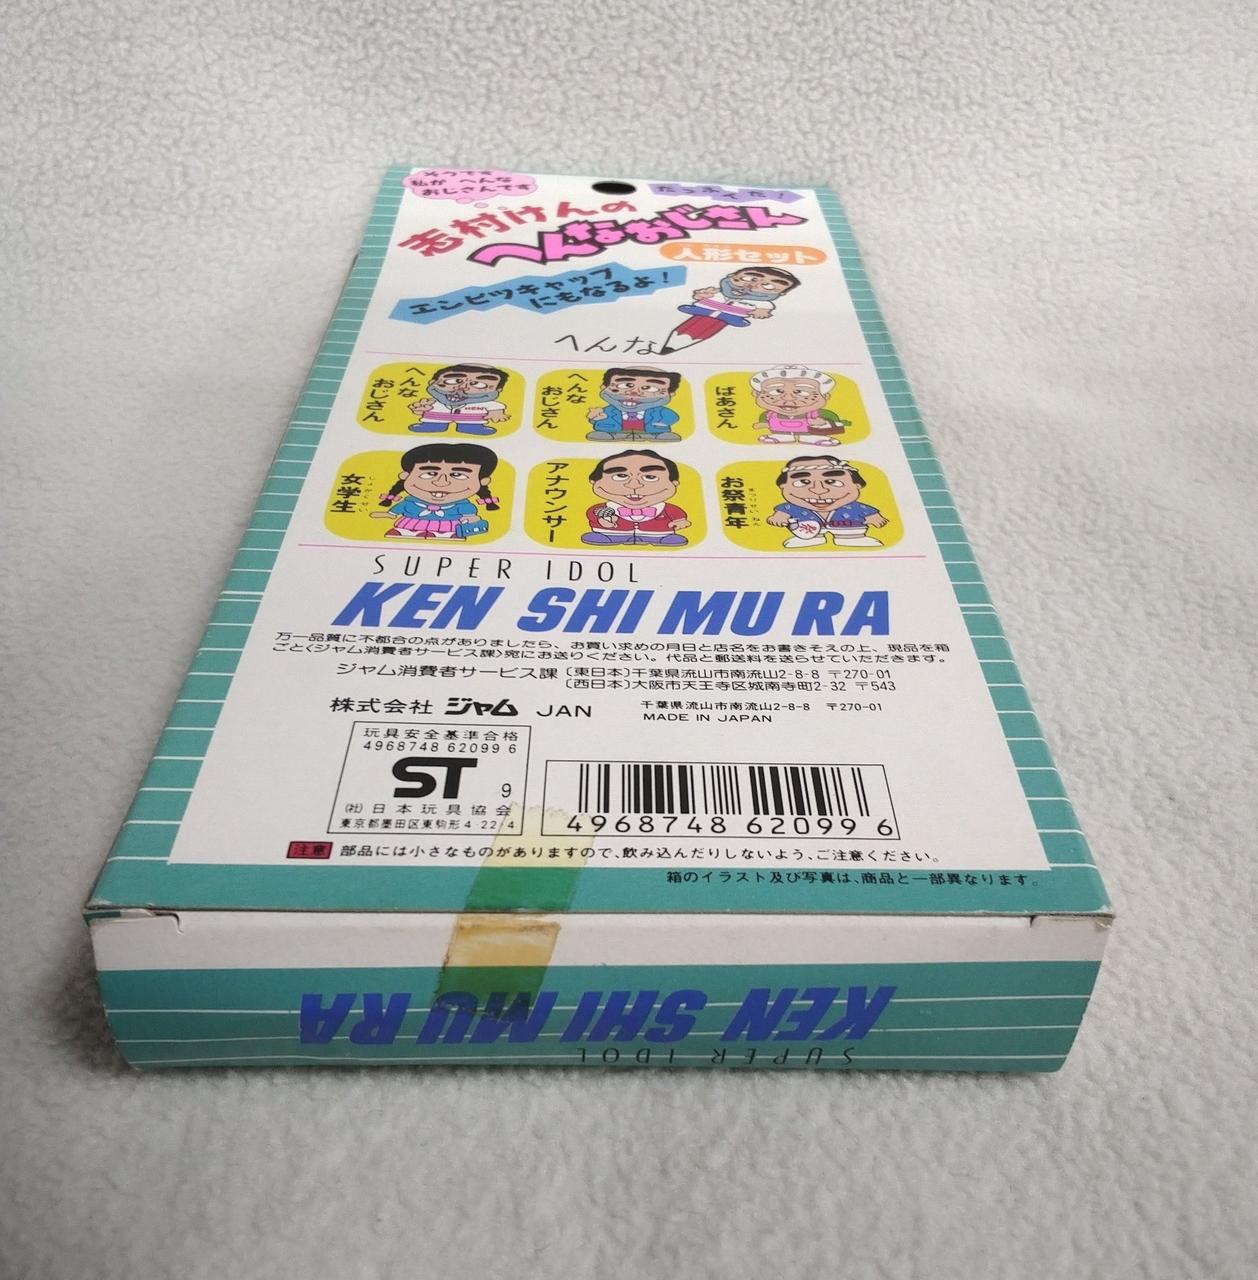 そうです
私が へんな
おじさんです
だっふんだ!
志村けんの
へんなおじさん
人形セット
エンピツキャップ
にもなるよ!
へんな
へんな
おじさん
KEN
へんな
おじさん
ばあさん
女学生
じょがくせい
アナウンサー
お祭青年
まつりせいねん
SUPER IDOL
KEN SHIMURA
万一品質に不都合の点がありましたら、お買い求めの月日と店名をお書きそえの上、現品を箱
ごと〈ジャム消費者サービス課〉宛にお送りください。代品と郵送料を送らせていただきます。
ジャム消費者サービス課〔東日本〕千葉県流山市南流山2-8-8 〒270-01
〔西日本〕大阪市天王寺区城南寺町2-32 〒543
株式会社 ジャム JAN 千葉県流山市南流山2-8-8 〒270-01
MADE IN JAPAN
玩具安全基準合格
4968748 62099 6
ST 9
(社)日本玩具協会
東京都墨田区東駒形4-22-4
4968748 62099 6
注意 部品には小さなものがありますので、飲み込んだりしないよう、ご注意ください。
箱のイラスト及び写真は、商品と一部異なります。
KEN SHIMURA
SUPER IDOL